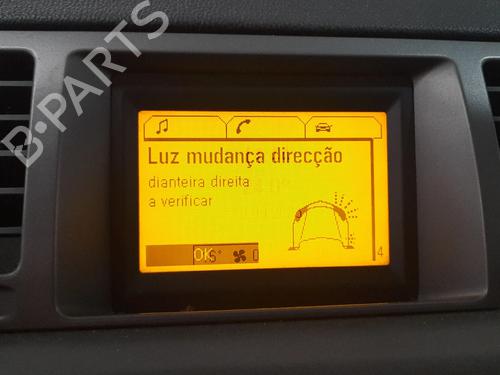 B-PARTS
Luz mudança direcção
dianteira direita
a verificar
OK
4